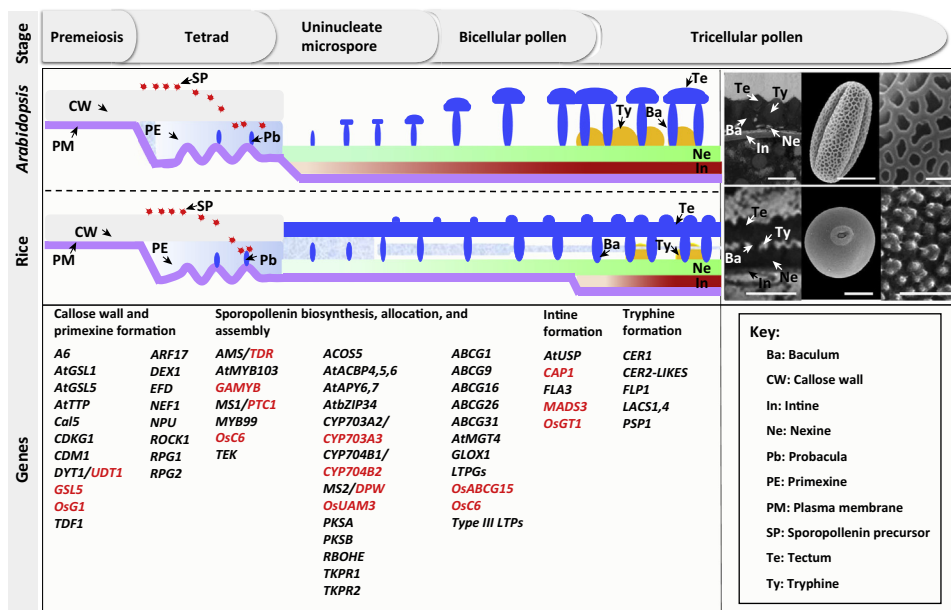 Stage
Premeiosis
Tetrad
Uninucleate
microspore
Bicellular pollen
Tricellular pollen
Arabidopsis
SP
CW
PE
Pb
PM
Te
Ty
Ba
Ne
In
Te
Ty
Ba
Ne
In
Rice
SP
CW
PE
Pb
PM
Te
Ba
Ty
Ne
In
Te
Ty
Ba
Ne
In
Genes
Callose wall and
primexine formation
A6
AtGSL1
AtGSL5
AtTTP
Cal5
CDKG1
CDM1
DYT1/UDT1
GSL5
OsG1
TDF1
ARF17
DEX1
EFD
NEF1
NPU
ROCK1
RPG1
RPG2
Sporopollenin biosynthesis, allocation, and
assembly
AMS/TDR
AtMYB103
GAMYB
MS1/PTC1
MYB99
OsC6
TEK
ACOS5
AtACBP4,5,6
AtAPY6,7
AtbZIP34
CYP703A2/
CYP703A3
CYP704B1/
CYP704B2
MS2/DPW
OsUAM3
PKSA
PKSB
RBOHE
TKPR1
TKPR2
ABCG1
ABCG9
ABCG16
ABCG26
ABCG31
AtMGT4
GLOX1
LTPGs
OsABCG15
OsC6
Type III LTPs
Intine
formation
AtUSP
CAP1
FLA3
MADS3
OsGT1
Tryphine
formation
CER1
CER2-LIKES
FLP1
LACS1,4
PSP1
Key:
Ba: Baculum
CW: Callose wall
In: Intine
Ne: Nexine
Pb: Probacula
PE: Primexine
PM: Plasma membrane
SP: Sporopollenin precursor
Te: Tectum
Ty: Tryphine